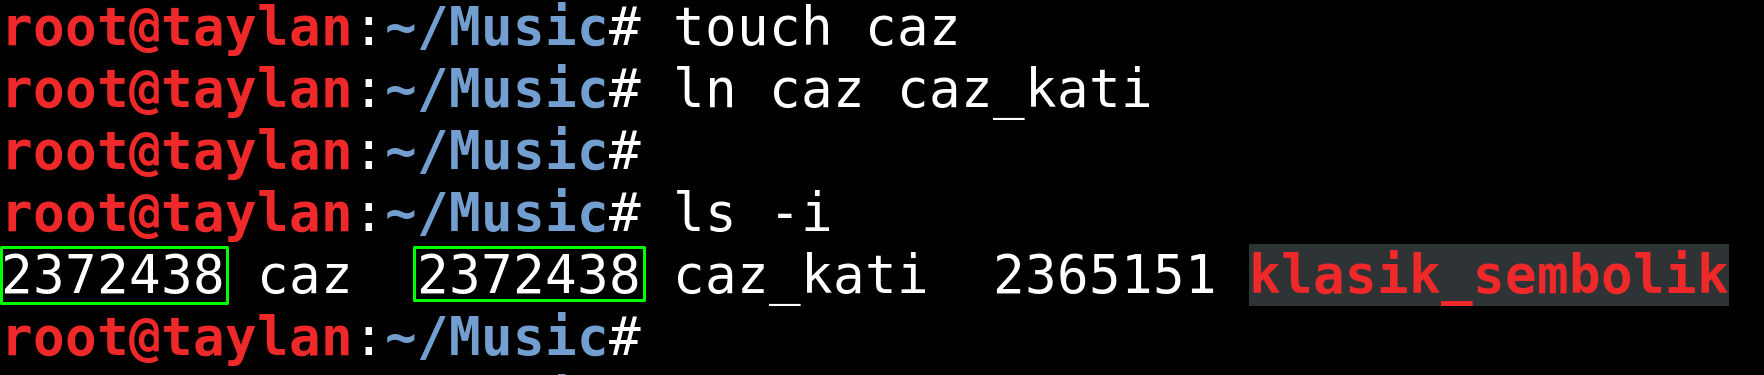 root@taylan:~/Music# touch caz
root@taylan:~/Music# ln caz caz_kati
root@taylan:~/Music#
root@taylan:~/Music# ls -i
2372438 caz  2372438 caz_kati  2365151 klasik_sembolik
root@taylan:~/Music#